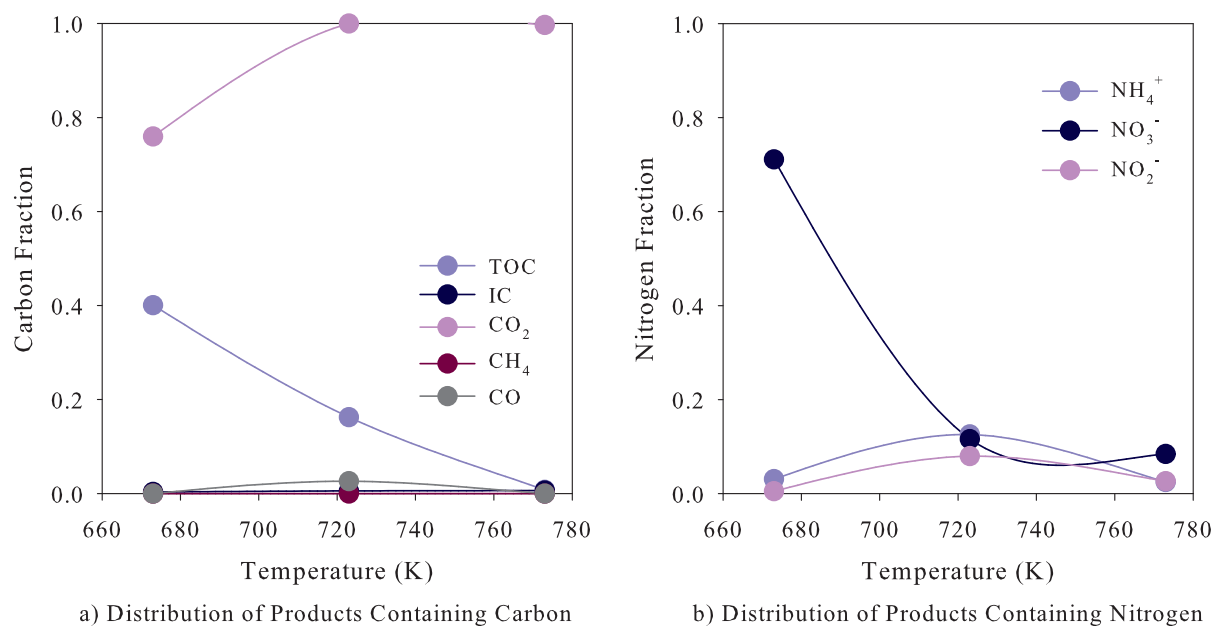 1.0
0.8
0.6
0.4
0.2
0.0
Carbon Fraction
TOC
IC
CO₂
CH₄
CO
660 680 700 720 740 760 780
Temperature (K)
a) Distribution of Products Containing Carbon
1.0
0.8
0.6
0.4
0.2
0.0
Nitrogen Fraction
NH₄⁺
NO₃⁻
NO₂⁻
660 680 700 720 740 760 780
Temperature (K)
b) Distribution of Products Containing Nitrogen